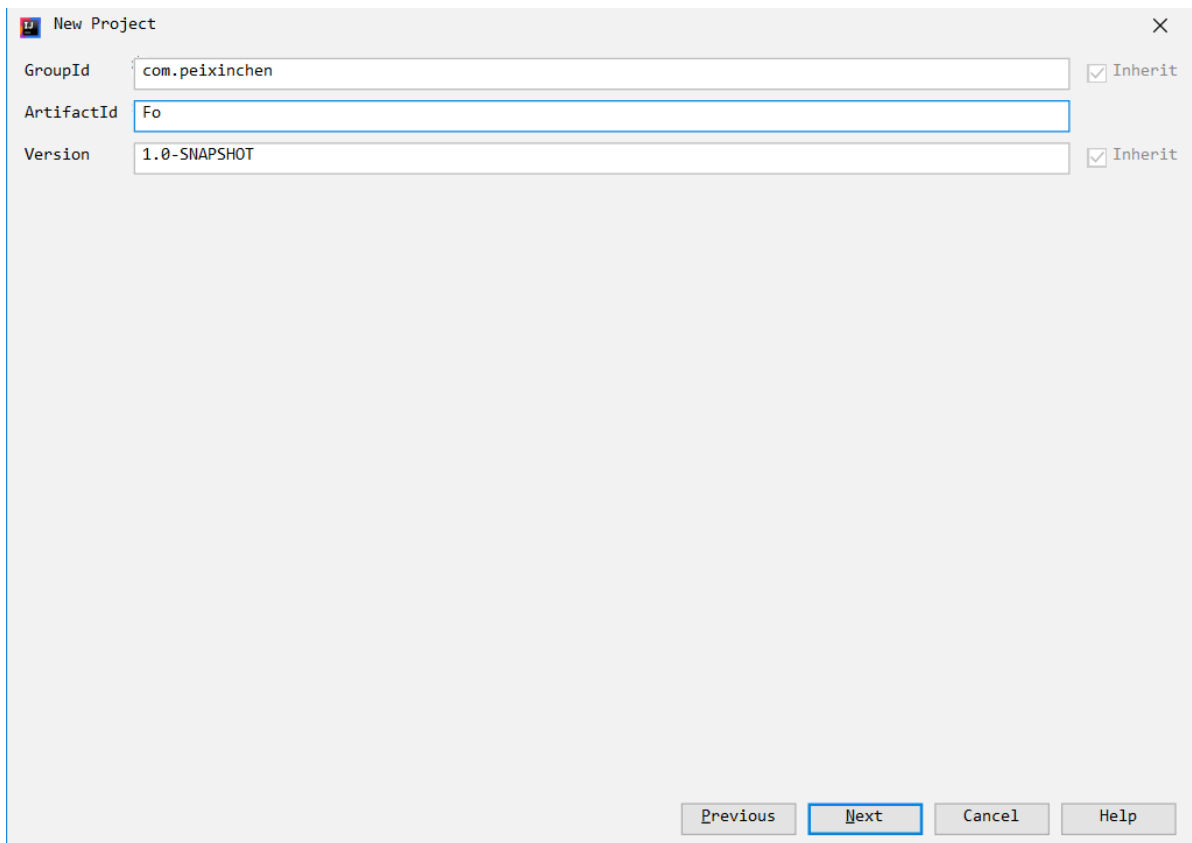 New Project
GroupId com.peixinchen Inherit
ArtifactId Fo
Version 1.0-SNAPSHOT Inherit
Previous Next Cancel Help